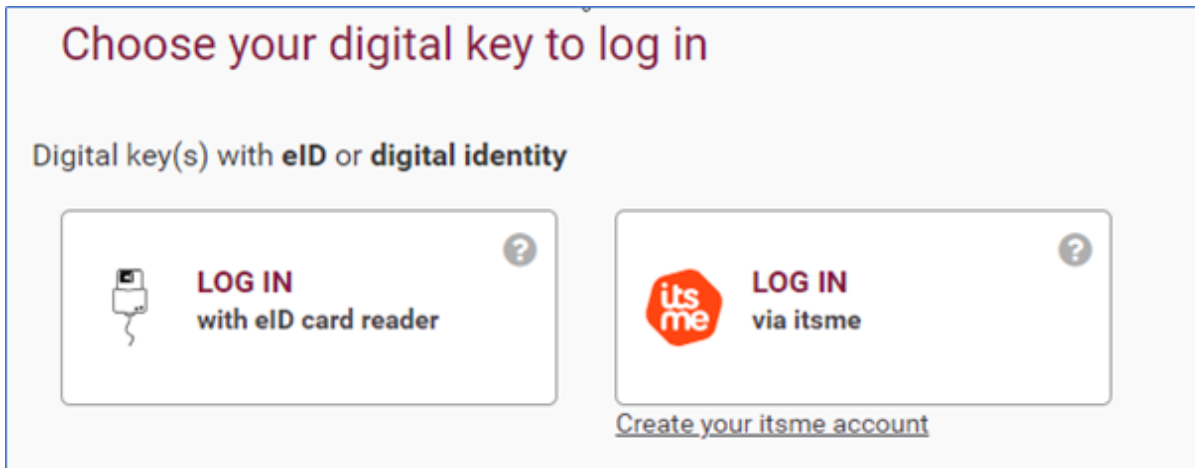 Choose your digital key to log in
Digital key(s) with eID or digital identity
?
LOG IN
with eID card reader
its
me
?
LOG IN
via itsme
Create your itsme account